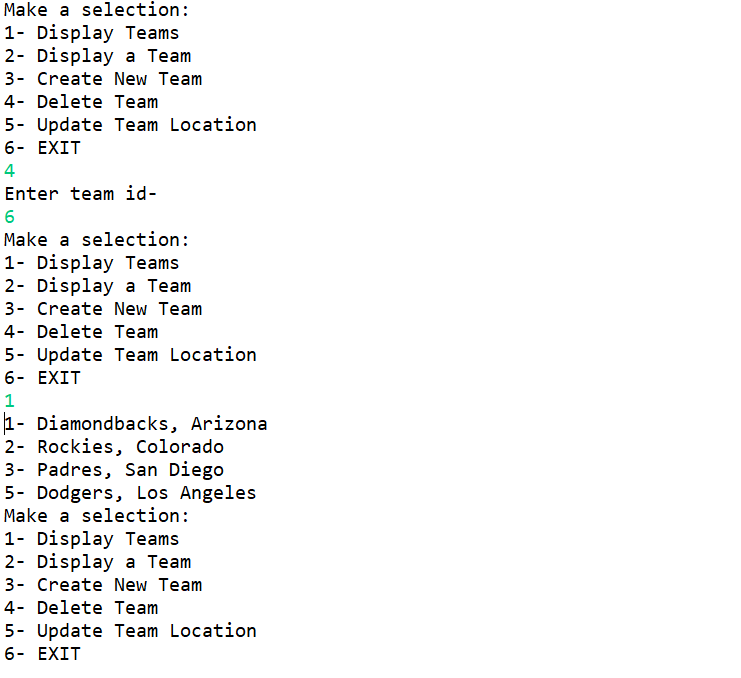 Make a selection:
1- Display Teams
2- Display a Team
3- Create New Team
4- Delete Team
5- Update Team Location
6- EXIT
4
Enter team id-
6
Make a selection:
1- Display Teams
2- Display a Team
3- Create New Team
4- Delete Team
5- Update Team Location
6- EXIT
1
1- Diamondbacks, Arizona
2- Rockies, Colorado
3- Padres, San Diego
5- Dodgers, Los Angeles
Make a selection:
1- Display Teams
2- Display a Team
3- Create New Team
4- Delete Team
5- Update Team Location
6- EXIT